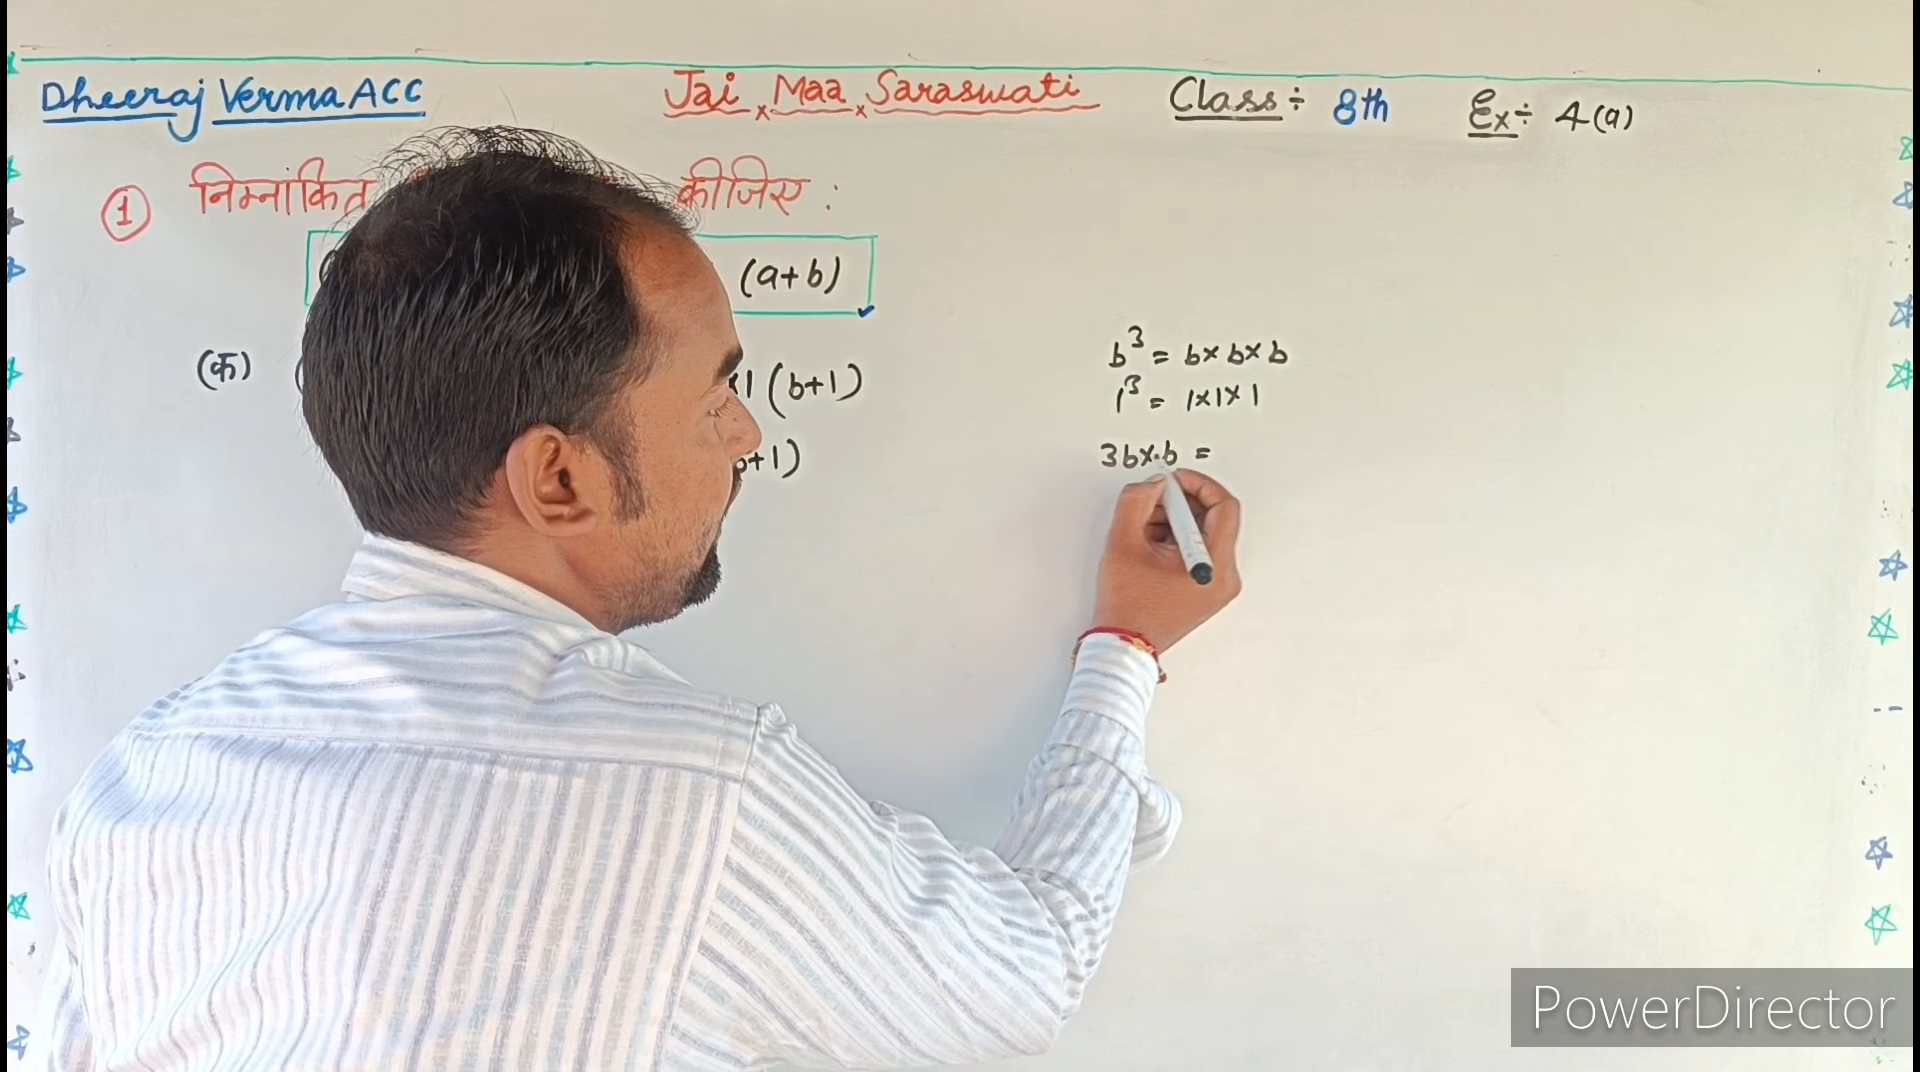 Dheeraj Verma ACC Jai x Maa x Saraswati Class ÷ 8th Ex ÷ 4(a)
① निम्नांकित कीजिए :
(a+b)
(क) ×1 (b+1)
b+1)
b³ = b× b× b
1³ = 1×1×1
3b×b =
PowerDirector